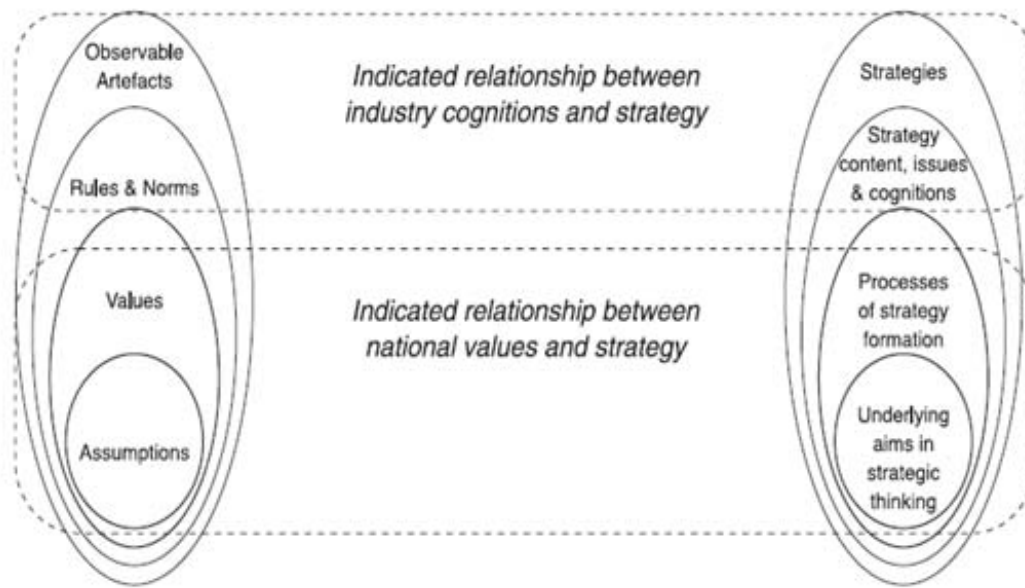 Observable
Artefacts
Rules & Norms
Values
Assumptions
Indicated relationship between
industry cognitions and strategy
Indicated relationship between
national values and strategy
Strategies
Strategy
content, issues
& cognitions
Processes
of strategy
formation
Underlying
aims in
strategic
thinking